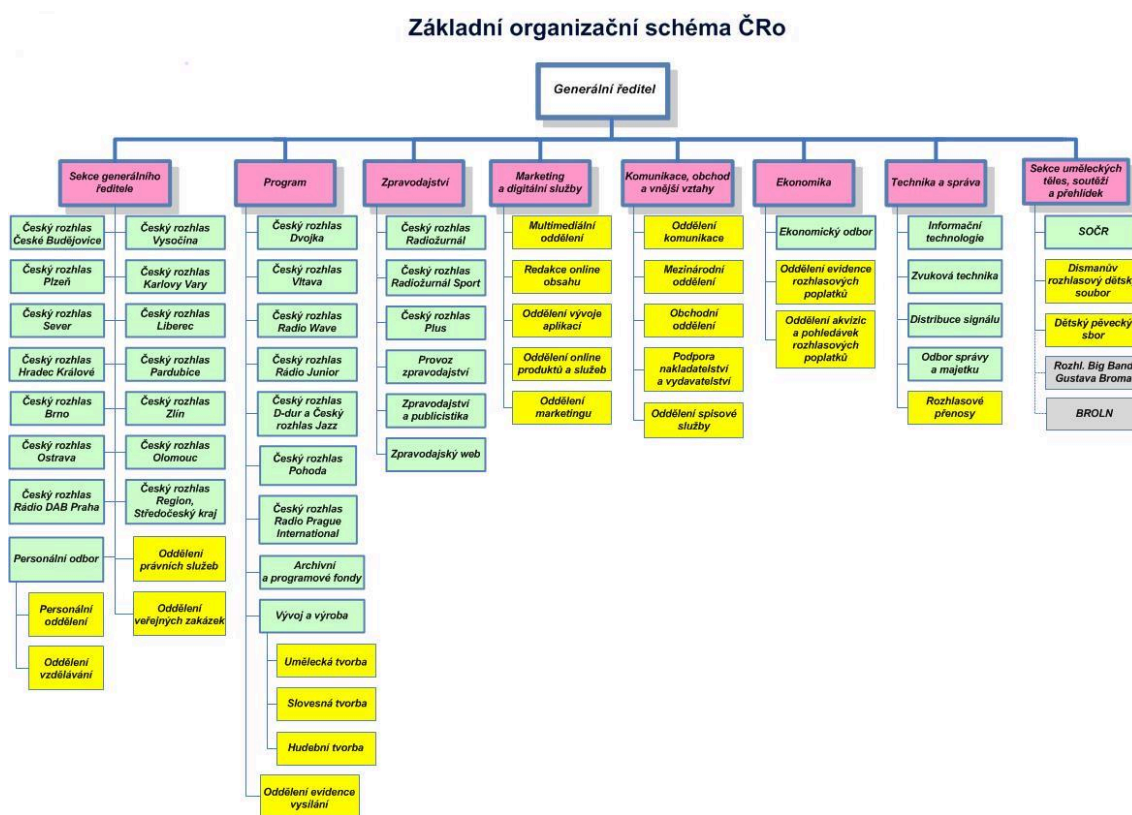 Základní organizační schéma ČRo
Generální ředitel
Sekce generálního
ředitele
Český rozhlas
České Budějovice
Český rozhlas
Vysočina
Český rozhlas
Plzeň
Český rozhlas
Karlovy Vary
Český rozhlas
Sever
Český rozhlas
Liberec
Český rozhlas
Hradec Králové
Český rozhlas
Pardubice
Český rozhlas
Brno
Český rozhlas
Zlín
Český rozhlas
Ostrava
Český rozhlas
Olomouc
Český rozhlas
Rádio DAB Praha
Český rozhlas
Region,
Středočeský kraj
Personální odbor
Oddělení
právních služeb
Personální
oddělení
Oddělení
veřejných zakázek
Oddělení
vzdělávání
Program
Český rozhlas
Dvojka
Český rozhlas
Vltava
Český rozhlas
Radio Wave
Český rozhlas
Rádio Junior
Český rozhlas
D-dur a Český
rozhlas Jazz
Český rozhlas
Pohoda
Český rozhlas
Radio Prague
International
Archivní
a programové fondy
Vývoj a výroba
Umělecká tvorba
Slovesná tvorba
Hudební tvorba
Oddělení evidence
vysílání
Zpravodajství
Český rozhlas
Radiožurnál
Český rozhlas
Radiožurnál Sport
Český rozhlas
Plus
Provoz
zpravodajství
Zpravodajství
a publicistika
Zpravodajský web
Marketing
a digitální služby
Multimediální
oddělení
Redakce online
obsahu
Oddělení vývoje
aplikací
Oddělení online
produktů a služeb
Oddělení
marketingu
Komunikace, obchod
a vnější vztahy
Oddělení
komunikace
Mezinárodní
oddělení
Obchodní
oddělení
Podpora
nakladatelství
a vydavatelství
Oddělení spisové
služby
Ekonomika
Ekonomický odbor
Oddělení evidence
rozhlasových
poplatků
Oddělení akvizic
a pohledávek
rozhlasových
poplatků
Technika a správa
Informační
technologie
Zvuková technika
Distribuce signálu
Odbor správy
a majetku
Rozhlasové
přenosy
Sekce uměleckých
těles, soutěží
a přehlídek
SOČR
Dismanův
rozhlasový dětský
soubor
Dětský pěvecký
sbor
Rozhl. Big Band
Gustava Broma
BROLN